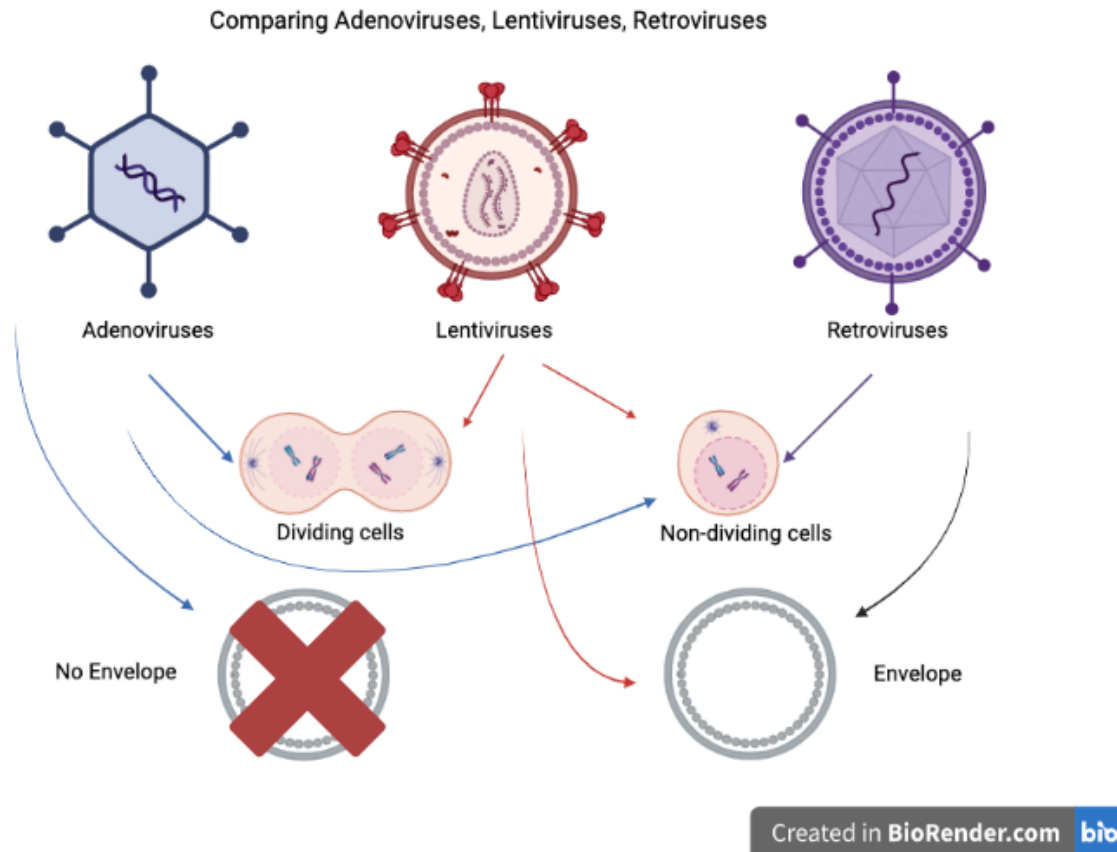 Comparing Adenoviruses, Lentiviruses, Retroviruses
Adenoviruses
Lentiviruses
Retroviruses
Dividing cells
Non-dividing cells
No Envelope
Envelope
Created in BioRender.com bio